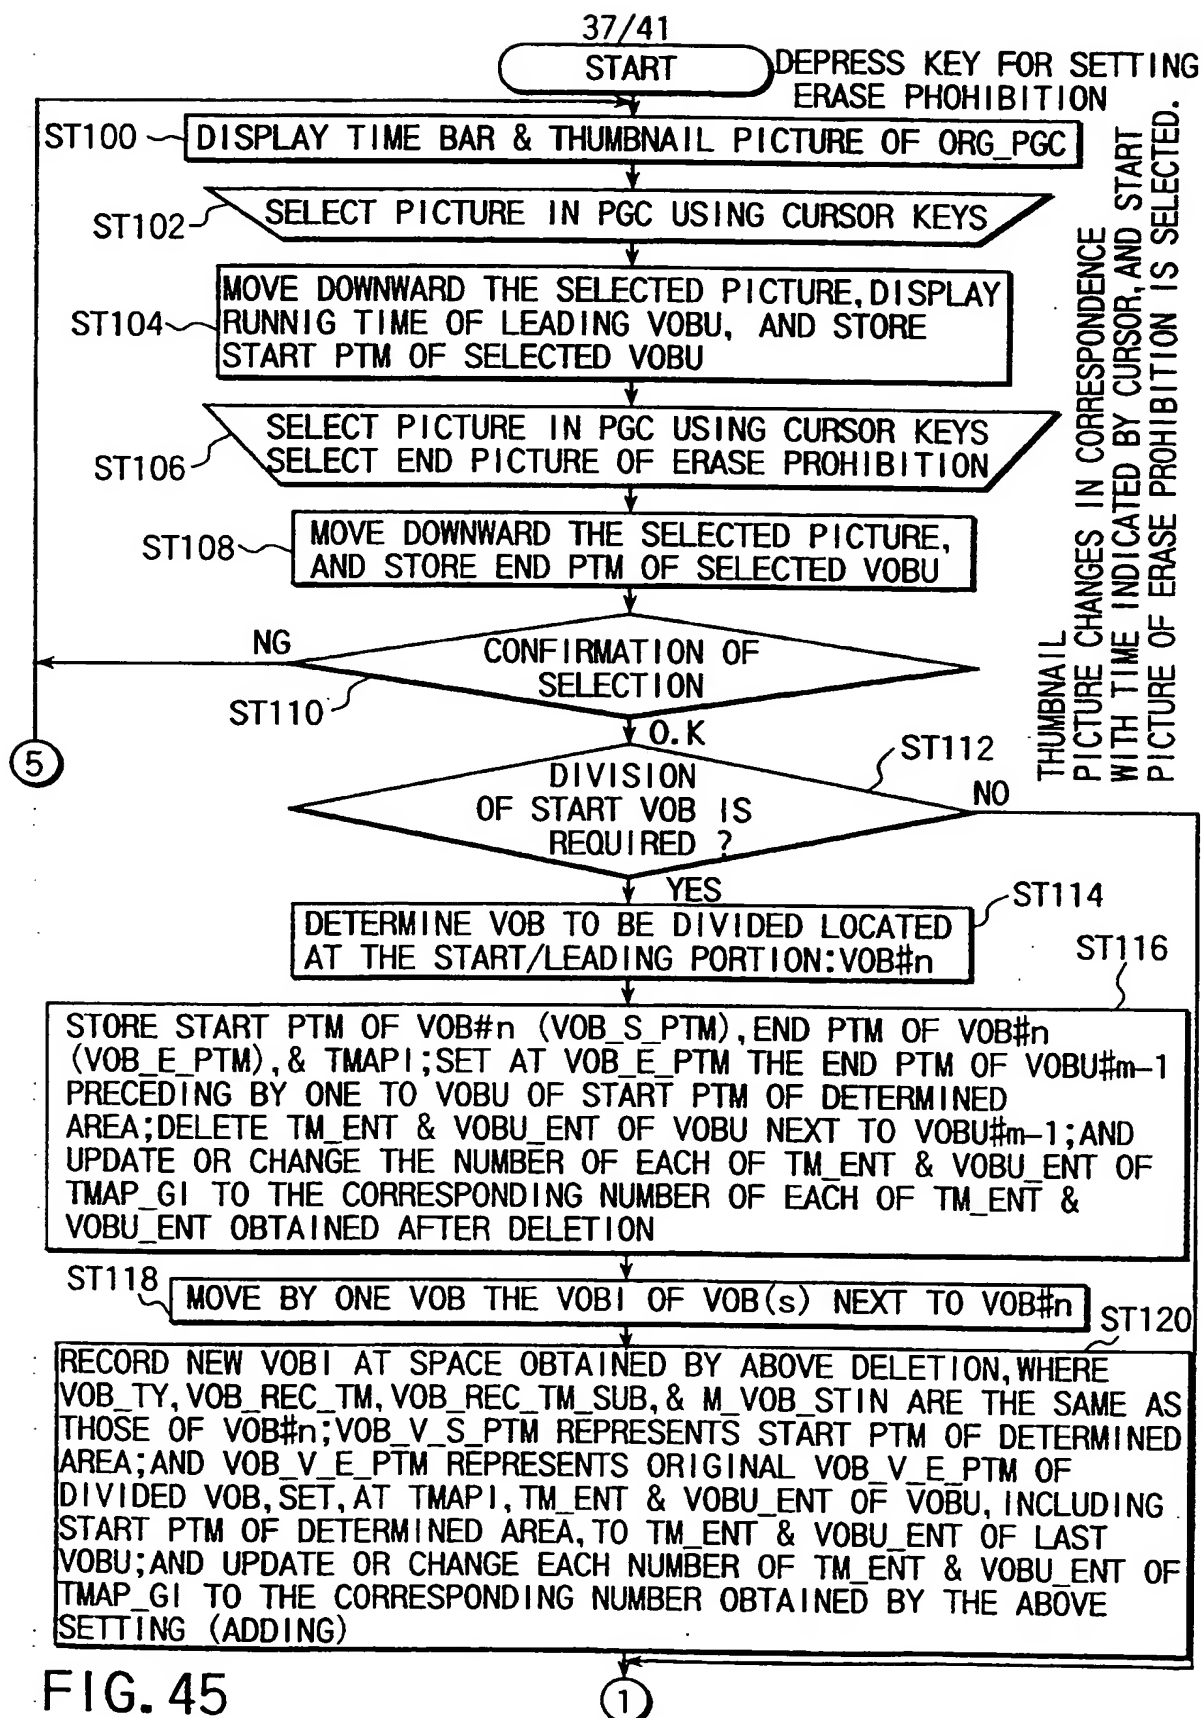 37/41
START
DEPRESS KEY FOR SETTING
ERASE PHOHIBITION
ST100
DISPLAY TIME BAR & THUMBNAIL PICTURE OF ORG_PGC
ST102
SELECT PICTURE IN PGC USING CURSOR KEYS
THUMBNAIL
PICTURE CHANGES IN CORRESPONDENCE
WITH TIME INDICATED BY CURSOR, AND START
PICTURE OF ERASE PROHIBITION IS SELECTED.
ST104
MOVE DOWNWARD THE SELECTED PICTURE, DISPLAY
RUNNIG TIME OF LEADING VOBU, AND STORE
START PTM OF SELECTED VOBU
ST106
SELECT PICTURE IN PGC USING CURSOR KEYS
SELECT END PICTURE OF ERASE PROHIBITION
ST108
MOVE DOWNWARD THE SELECTED PICTURE,
AND STORE END PTM OF SELECTED VOBU
NG
CONFIRMATION OF
SELECTION
ST110
O.K
5
ST112
DIVISION
OF START VOB IS
REQUIRED ?
NO
YES
ST114
DETERMINE VOB TO BE DIVIDED LOCATED
AT THE START/LEADING PORTION:VOB#n
ST116
STORE START PTM OF VOB#n (VOB_S_PTM), END PTM OF VOB#n
(VOB_E_PTM), & TMAPI;SET AT VOB_E_PTM THE END PTM OF VOBU#m-1
PRECEDING BY ONE TO VOBU OF START PTM OF DETERMINED
AREA;DELETE TM_ENT & VOBU_ENT OF VOBU NEXT TO VOBU#m-1;AND
UPDATE OR CHANGE THE NUMBER OF EACH OF TM_ENT & VOBU_ENT OF
TMAP_GI TO THE CORRESPONDING NUMBER OF EACH OF TM_ENT &
VOBU_ENT OBTAINED AFTER DELETION
ST118
MOVE BY ONE VOB THE VOBI OF VOB(s) NEXT TO VOB#n
ST120
RECORD NEW VOBI AT SPACE OBTAINED BY ABOVE DELETION, WHERE
VOB_TY, VOB_REC_TM, VOB_REC_TM_SUB, & M_VOB_STIN ARE THE SAME AS
THOSE OF VOB#n;VOB_V_S_PTM REPRESENTS START PTM OF DETERMINED
AREA;AND VOB_V_E_PTM REPRESENTS ORIGINAL VOB_V_E_PTM OF
DIVIDED VOB, SET, AT TMAPI, TM_ENT & VOBU_ENT OF VOBU, INCLUDING
START PTM OF DETERMINED AREA, TO TM_ENT & VOBU_ENT OF LAST
VOBU;AND UPDATE OR CHANGE EACH NUMBER OF TM_ENT & VOBU_ENT OF
TMAP_GI TO THE CORRESPONDING NUMBER OBTAINED BY THE ABOVE
SETTING (ADDING)
FIG. 45
1